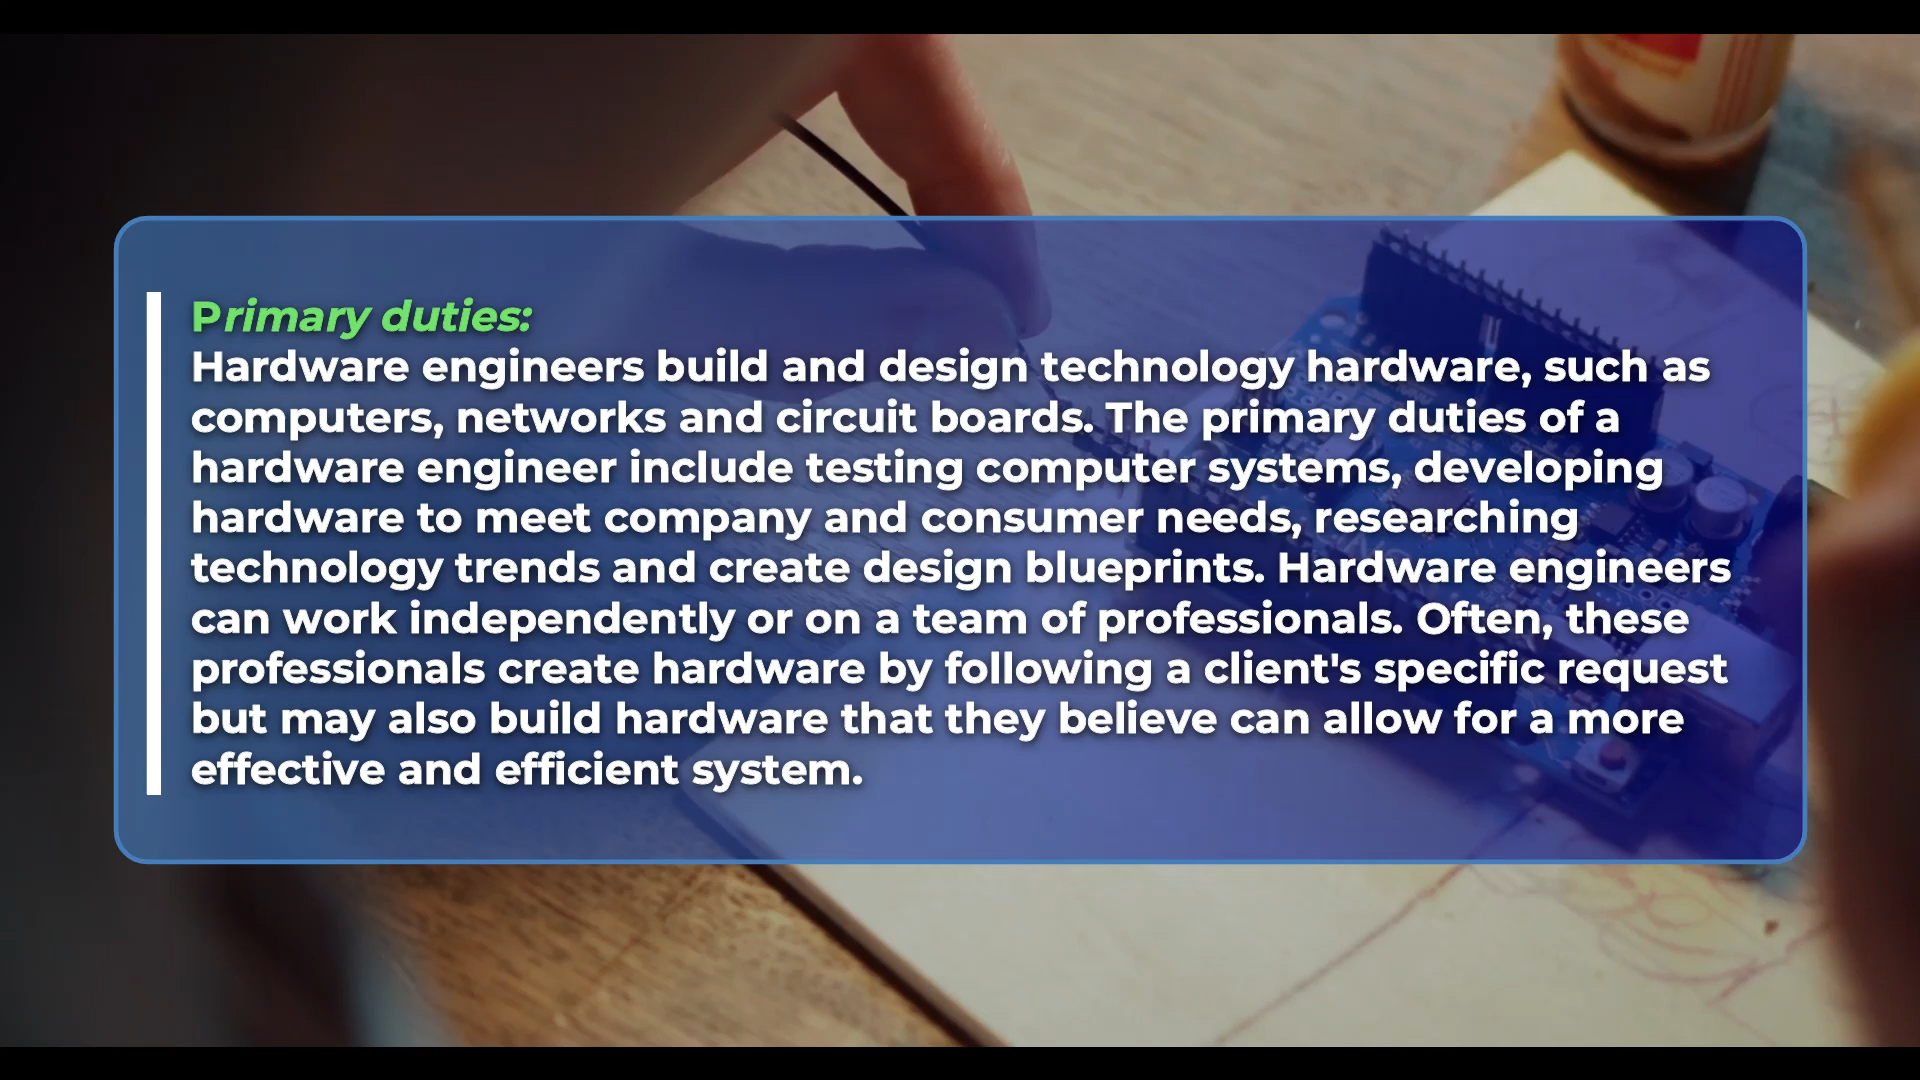 Primary duties:
Hardware engineers build and design technology hardware, such as
computers, networks and circuit boards. The primary duties of a
hardware engineer include testing computer systems, developing
hardware to meet company and consumer needs, researching
technology trends and create design blueprints. Hardware engineers
can work independently or on a team of professionals. Often, these
professionals create hardware by following a client's specific request
but may also build hardware that they believe can allow for a more
effective and efficient system.